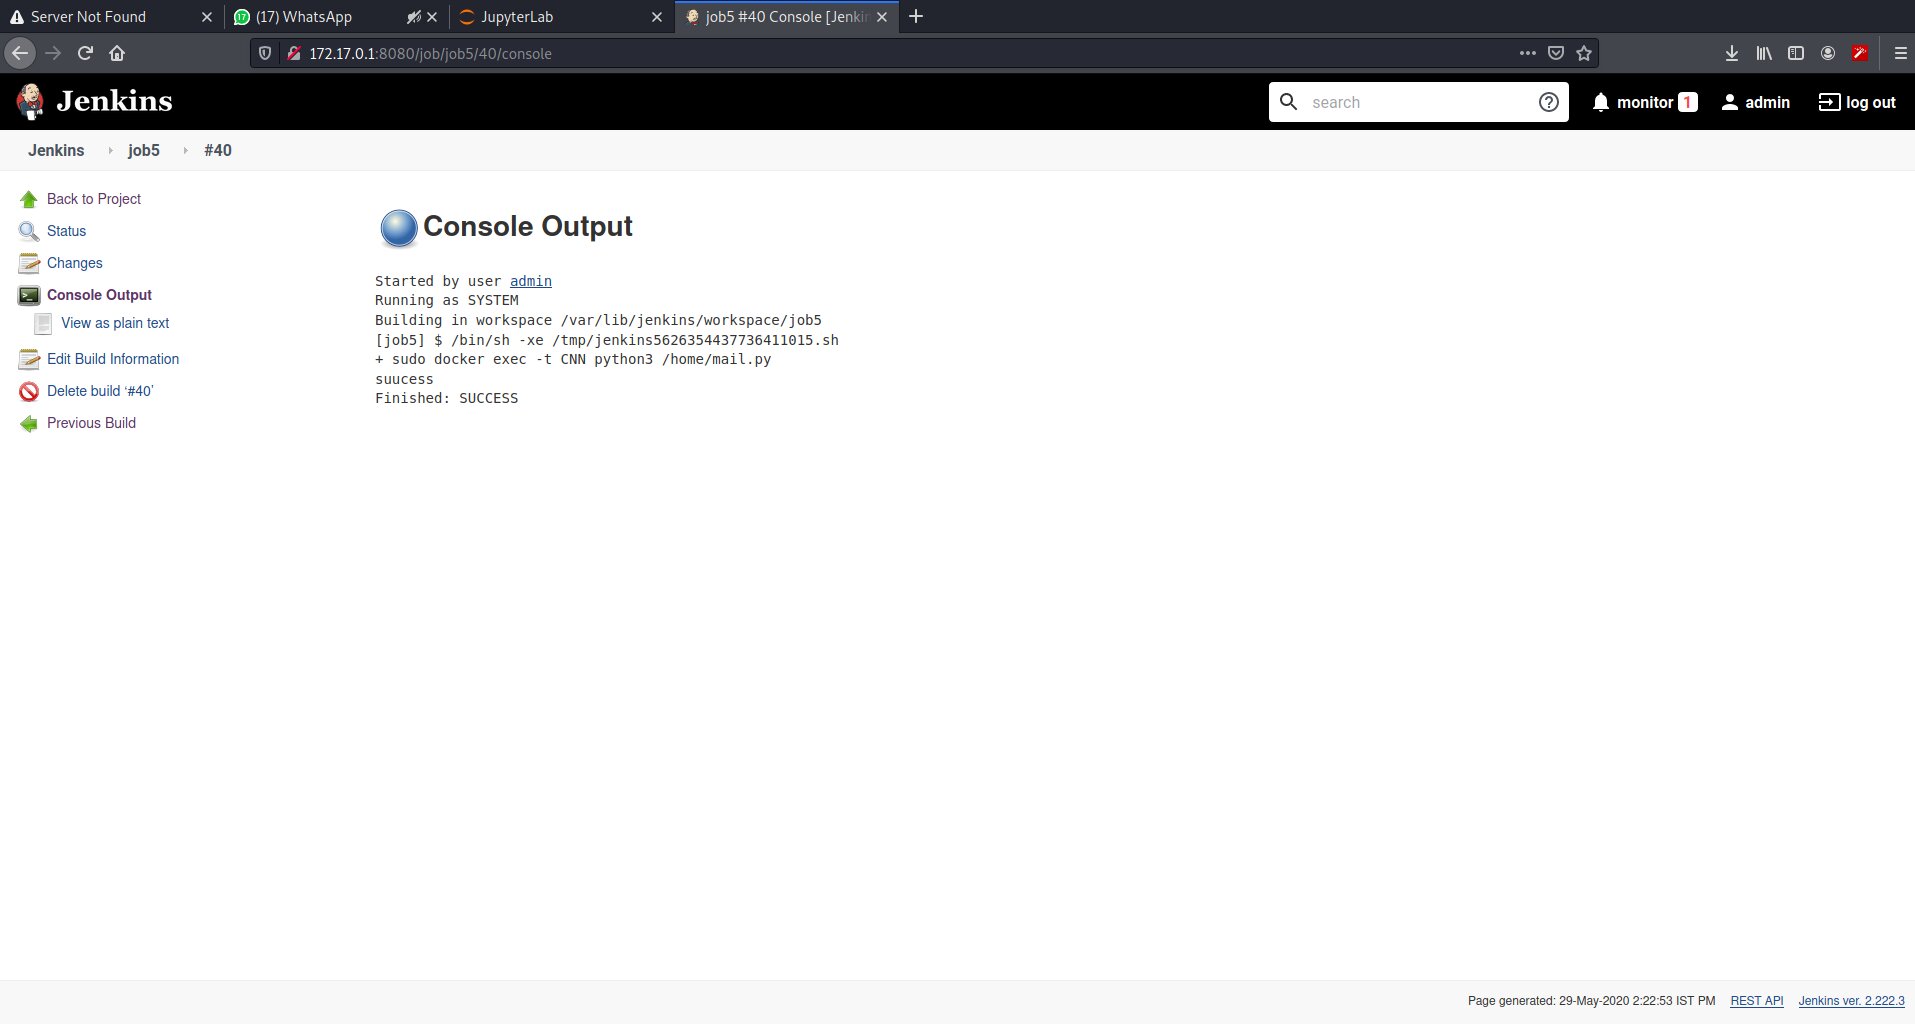 Server Not Found
(17) WhatsApp
JupyterLab
job5 #40 Console [Jenkin
172.17.0.1:8080/job/job5/40/console
Jenkins
search
monitor 1
admin
log out
Jenkins job5 #40
Back to Project
Status
Changes
Console Output
View as plain text
Edit Build Information
Delete build ‘#40’
Previous Build
Console Output
Started by user admin
Running as SYSTEM
Building in workspace /var/lib/jenkins/workspace/job5
[job5] $ /bin/sh -xe /tmp/jenkins5626354437736411015.sh
+ sudo docker exec -t CNN python3 /home/mail.py
suucess
Finished: SUCCESS
Page generated: 29-May-2020 2:22:53 IST PM REST API Jenkins ver. 2.222.3